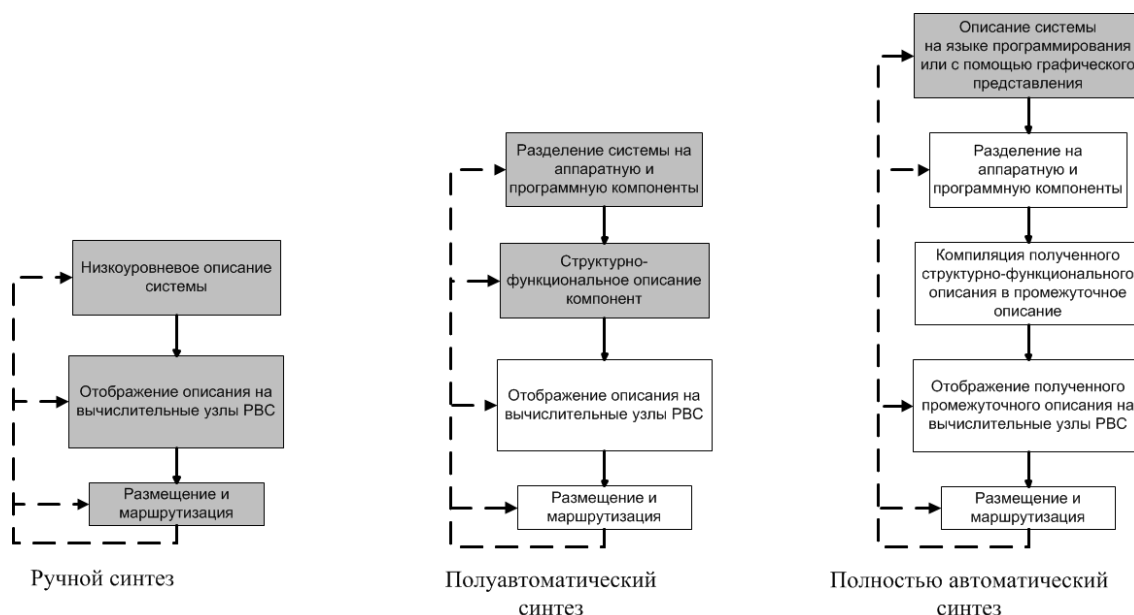 Низкоуровневое описание
системы
Отображение описания на
вычислительные узлы РВС
Размещение и
маршрутизация
Ручной синтез
Разделение системы на
аппаратную и
программную компоненты
Структурно-
функциональное описание
компонент
Отображение описания на
вычислительные узлы РВС
Размещение и
маршрутизация
Полуавтоматический
синтез
Описание системы
на языке программирования
или с помощью графического
представления
Разделение на
аппаратную и
программную компоненты
Компиляция полученного
структурно-функционального
описания в промежуточное
описание
Отображение полученного
промежуточного описания на
вычислительные узлы РВС
Размещение и
маршрутизация
Полностью автоматический
синтез